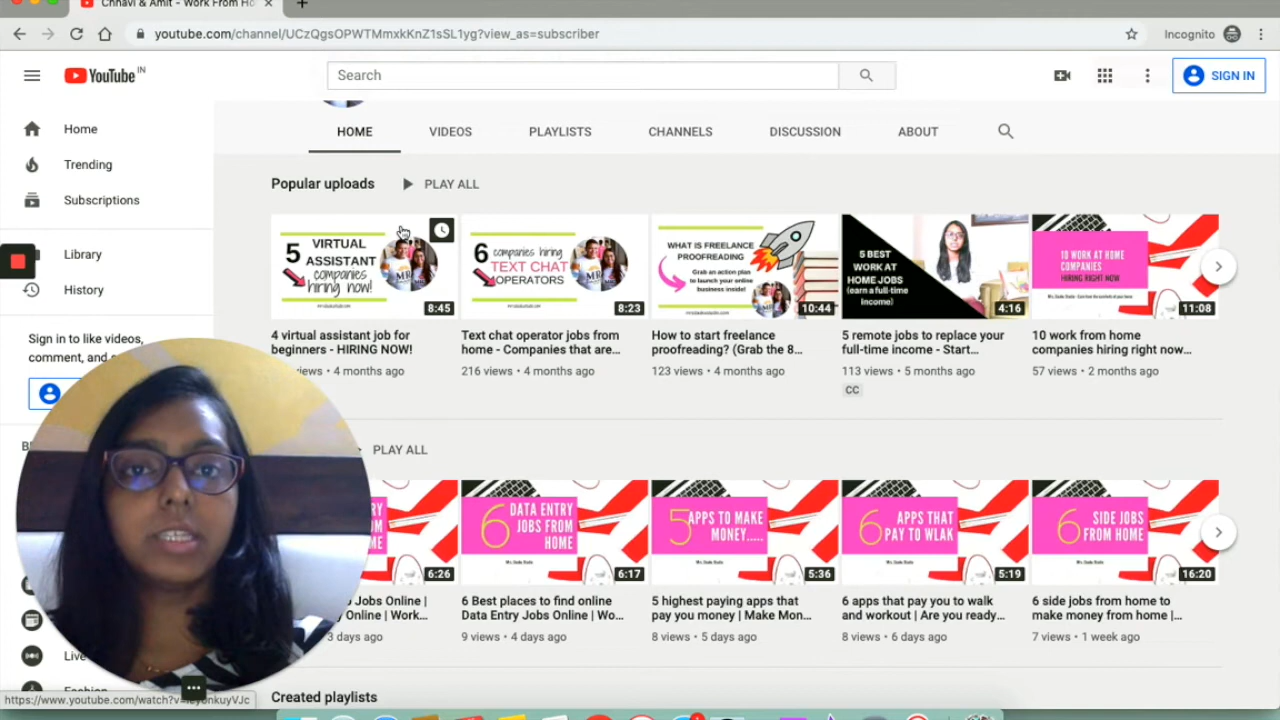 Chhavi & Amit - Work From Ho
youtube.com/channel/UCzQgsOPWTMmxkKnZ1sSL1yg?view_as=subscriber
Incognito
YouTube IN
Search
SIGN IN
Home
Trending
Subscriptions
Library
History
Sign in to like videos,
comment, and
HOME
VIDEOS
PLAYLISTS
CHANNELS
DISCUSSION
ABOUT
Popular uploads
PLAY ALL
5 VIRTUAL
ASSISTANT
companies
hiring now!
8:45
4 virtual assistant job for
beginners - HIRING NOW!
views • 4 months ago
6 companies hiring
TEXT CHAT
OPERATORS
8:23
Text chat operator jobs from
home - Companies that are...
216 views • 4 months ago
WHAT IS FREELANCE
PROOFREADING?
Grab an action plan
to launch your online
business inside!
10:44
How to start freelance
proofreading? (Grab the 8...
123 views • 4 months ago
5 BEST
WORK AT
HOME JOBS
(earn a full-time
income)
4:16
5 remote jobs to replace your
full-time income - Start...
113 views • 5 months ago
CC
10 WORK AT HOME
COMPANIES
HIRING RIGHT NOW
11:08
10 work from home
companies hiring right now...
57 views • 2 months ago
PLAY ALL
6:26
Jobs Online |
Online | Work...
3 days ago
6 DATA ENTRY
JOBS FROM
HOME
6:17
6 Best places to find online
Data Entry Jobs Online | Wo...
9 views • 4 days ago
5 APPS TO MAKE
MONEY.....
5:36
5 highest paying apps that
pay you money | Make Mon...
8 views • 5 days ago
6 APPS THAT
PAY TO WLAK
5:19
6 apps that pay you to walk
and workout | Are you ready...
8 views • 6 days ago
6 SIDE JOBS
FROM HOME
16:20
6 side jobs from home to
make money from home |...
7 views • 1 week ago
Created playlists